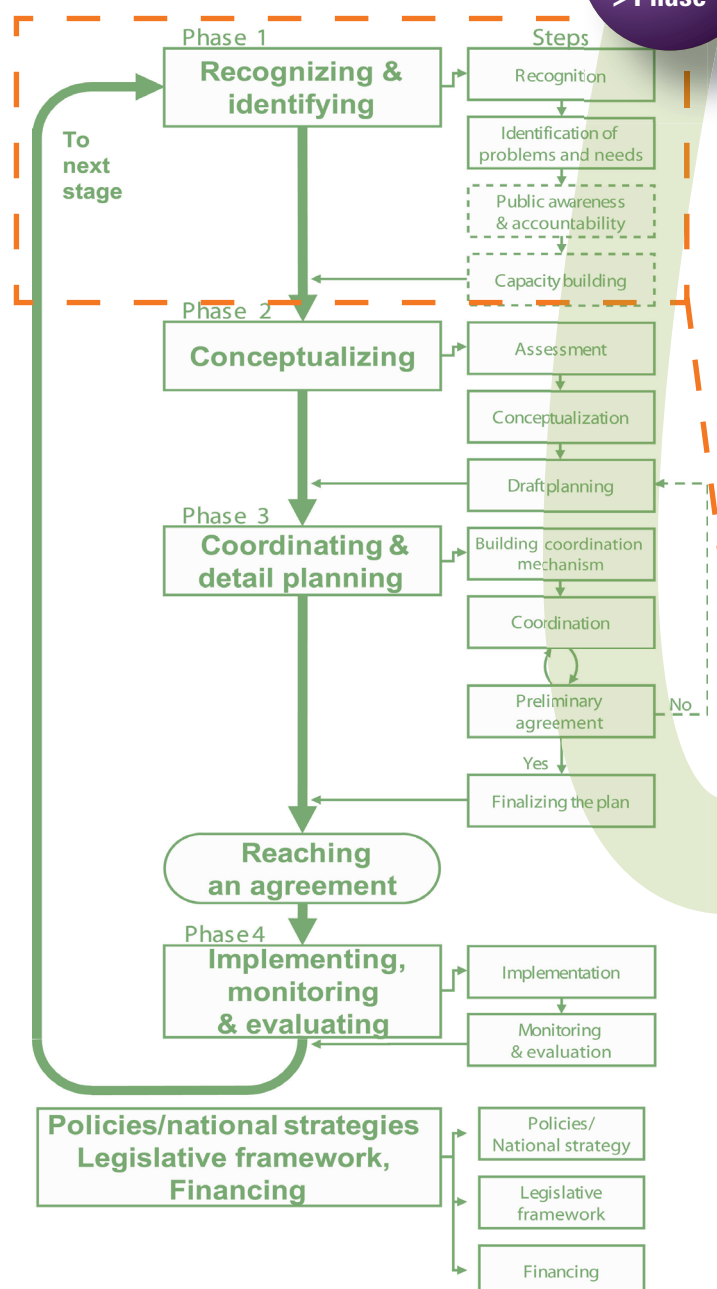 > Phase
Phase 1
Steps
Recognizing &
identifying
Recognition
To
next
stage
Identification of
problems and needs
Public awareness
& accountability
Capacity building
Phase 2
Conceptualizing
Assessment
Conceptualization
Draft planning
Phase 3
Coordinating &
detail planning
Building coordination
mechanism
Coordination
Preliminary
agreement
No
Yes
Finalizing the plan
Reaching
an agreement
Phase 4
Implementing,
monitoring
& evaluating
Implementation
Monitoring
& evaluation
Policies/national strategies
Legislative framework,
Financing
Policies/
National strategy
Legislative
framework
Financing